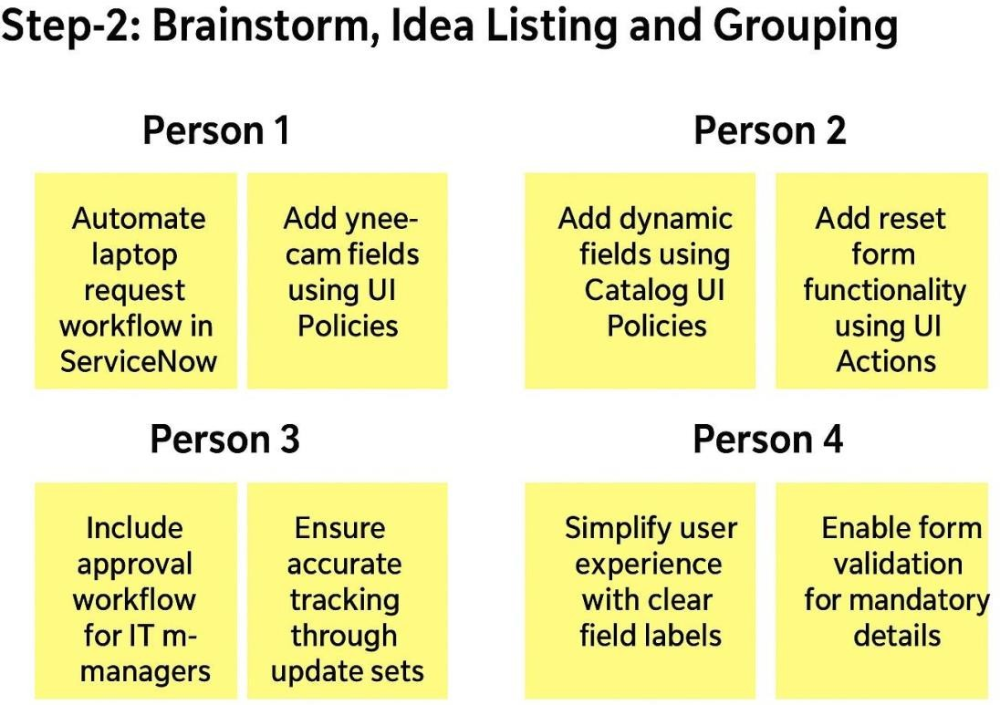 Step-2: Brainstorm, Idea Listing and Grouping
Person 1
Automate
laptop
request
workflow in
ServiceNow
Add ynee-
cam fields
using UI
Policies
Person 2
Add dynamic
fields using
Catalog UI
Policies
Add reset
form
functionality
using UI
Actions
Person 3
Include
approval
workflow
for IT m-
managers
Ensure
accurate
tracking
through
update sets
Person 4
Simplify user
experience
with clear
field labels
Enable form
validation
for mandatory
details